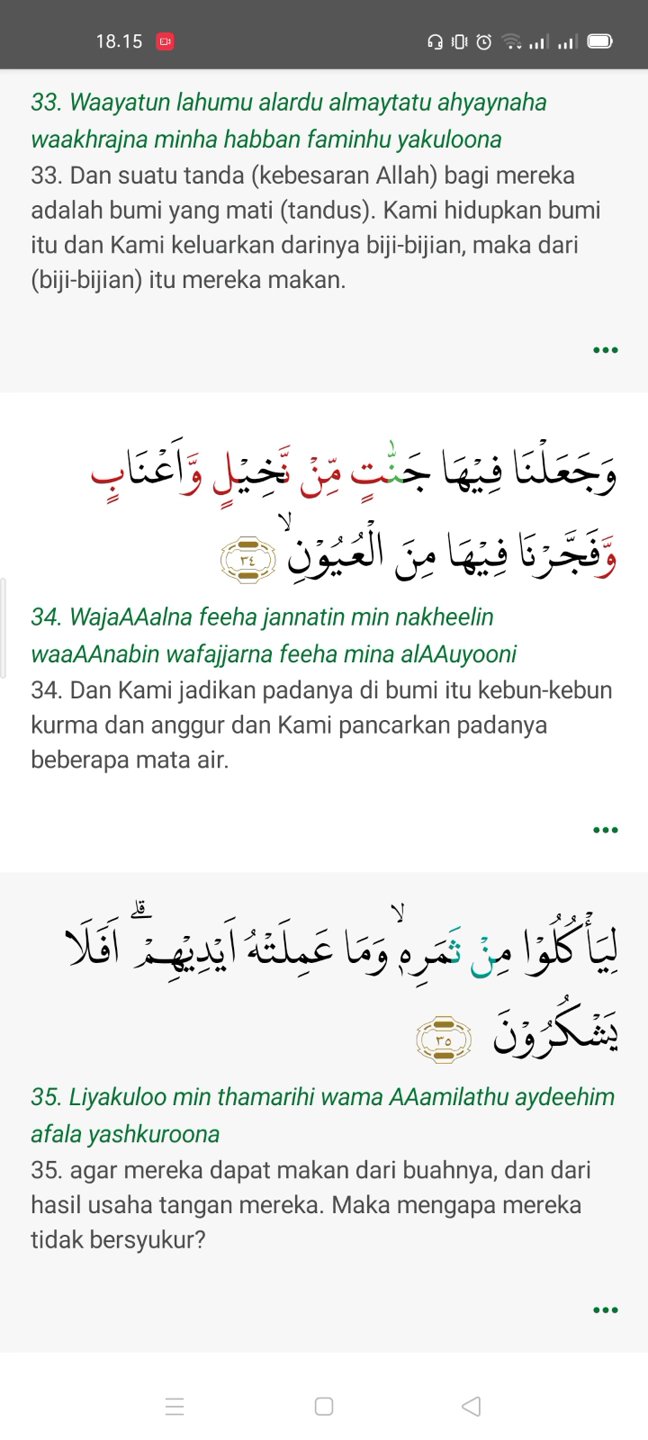 18.15
33. Waayatun lahumu alardu almaytatu ahyaynaha
waakhrajna minha habban faminhu yakuloona
33. Dan suatu tanda (kebesaran Allah) bagi mereka
adalah bumi yang mati (tandus). Kami hidupkan bumi
itu dan Kami keluarkan darinya biji-bijian, maka dari
(biji-bijian) itu mereka makan.
وَجَعَلْنَا فِيْهَا جَنّٰتٍ مِّنْ نَّخِيْلٍ وَّاَعْنَابٍ
وَّفَجَّرْنَا فِيْهَا مِنَ الْعُيُوْنِۙ ٣٤
34. WajaAAalna feeha jannatin min nakheelin
waaAAnabin wafajjarna feeha mina alAAuyooni
34. Dan Kami jadikan padanya di bumi itu kebun-kebun
kurma dan anggur dan Kami pancarkan padanya
beberapa mata air.
لِيَأْكُلُوْا مِنْ ثَمَرِهٖۙ وَمَا عَمِلَتْهُ اَيْدِيْهِمْۗ اَفَلَا
يَشْكُرُوْنَ ٣٥
35. Liyakuloo min thamarihi wama AAamilathu aydeehim
afala yashkuroona
35. agar mereka dapat makan dari buahnya, dan dari
hasil usaha tangan mereka. Maka mengapa mereka
tidak bersyukur?